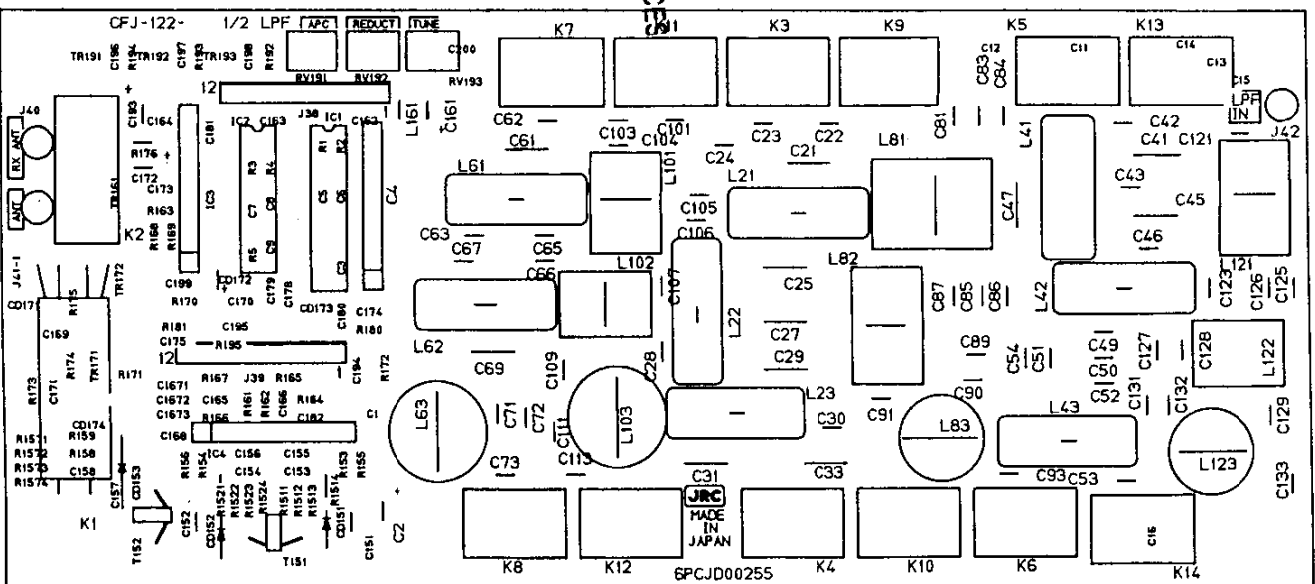 CFJ-122- 1/2 LPF APC REDUCT TUNE
K7 K3 K9 K5 K13
C12 C11 C14 C13 C15
C200
TR191 C196 R194 TR192 C197 R193 TR193 C198 R192
RV191 RV192 RV193
C83 C84
LPF IN
J42
J40
12
J38
C193 C164 C181 IC2 C163 IC1 C162 L161 C161
C62 C61 C103 C101 C104 C23 C22 L81 C81 L41 C42 C41 C121
RX ANT
R176 R3 R4 R1 R2
C24 C21
L61 L101 L21
C172 C173 C43
ANT
TR161 IC3 C7 C8 C5 C6 C4
R163 C105 C47 C45
K2
R168 R169 R5 C9 C3
C63 C67 C65 C106 C46
J41-1 TR172
C66 L102 C107 L82 L121
C199 CD172 C179 C178 C25
C123 C126 C125
CD171 R175 R170 C170 CD173 C180 C174
C87 C85 C86 L42
C169 R181 C195 R180
L22 C27
C175 R195
12
L62 C69 C109 C28 C29 C89 C54 C51 C49 C50 C127 C128 L122
R174 TR171 R171 C194 R172
R173 C171 R167 J39 R165
C1671
C1672 C165 R161 R162 C166 R164
C1673 R166 C182 C1
L63 C71 C72 C111 L103 L23 C30 C91 C90 C52 C131 C132 C129
CD174 C168
L83 L43 L123
R1571 R159
R1572 R158
R1573 C158
R1574
R156 R154 IC4 C156 C155 R153 R155
C154 C153
C73 C113 C31 C33 C93 C53 C133
C157 CD153
R1521 R1522 R1523 R1524 R1511 R1512 R1513 R1514
K1 T152 C152 CD152 T151 CD151 C151 C2
JRC
MADE
IN
JAPAN
C16
K8 K12 K4 K10 K6 K14
6PCJD00255